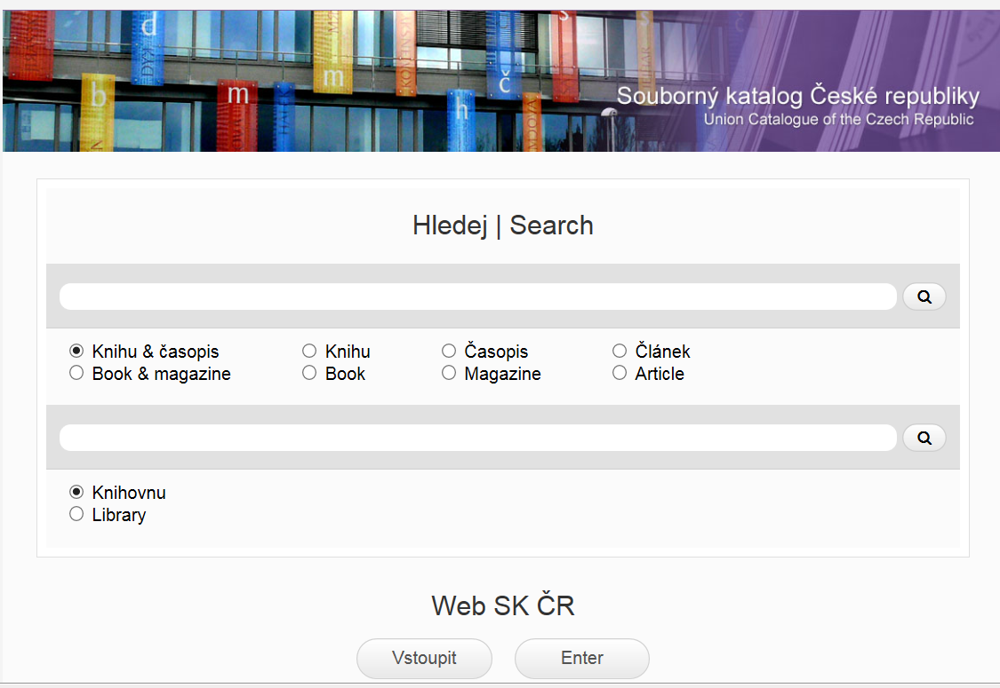 d
m
s
b
m
č
h
Souborný katalog České republiky
Union Catalogue of the Czech Republic
Hledej | Search
Knihu & časopis
Knihu
Časopis
Článek
Book & magazine
Book
Magazine
Article
Knihovnu
Library
Web SK ČR
Vstoupit
Enter